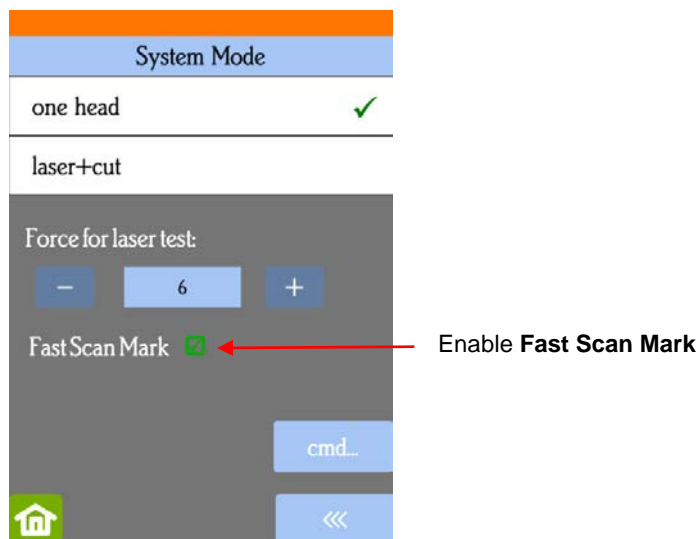 System Mode
one head
laser+cut
Force for laser test:
- 6 +
Fast Scan Mark
Enable Fast Scan Mark
cmd...
<<<